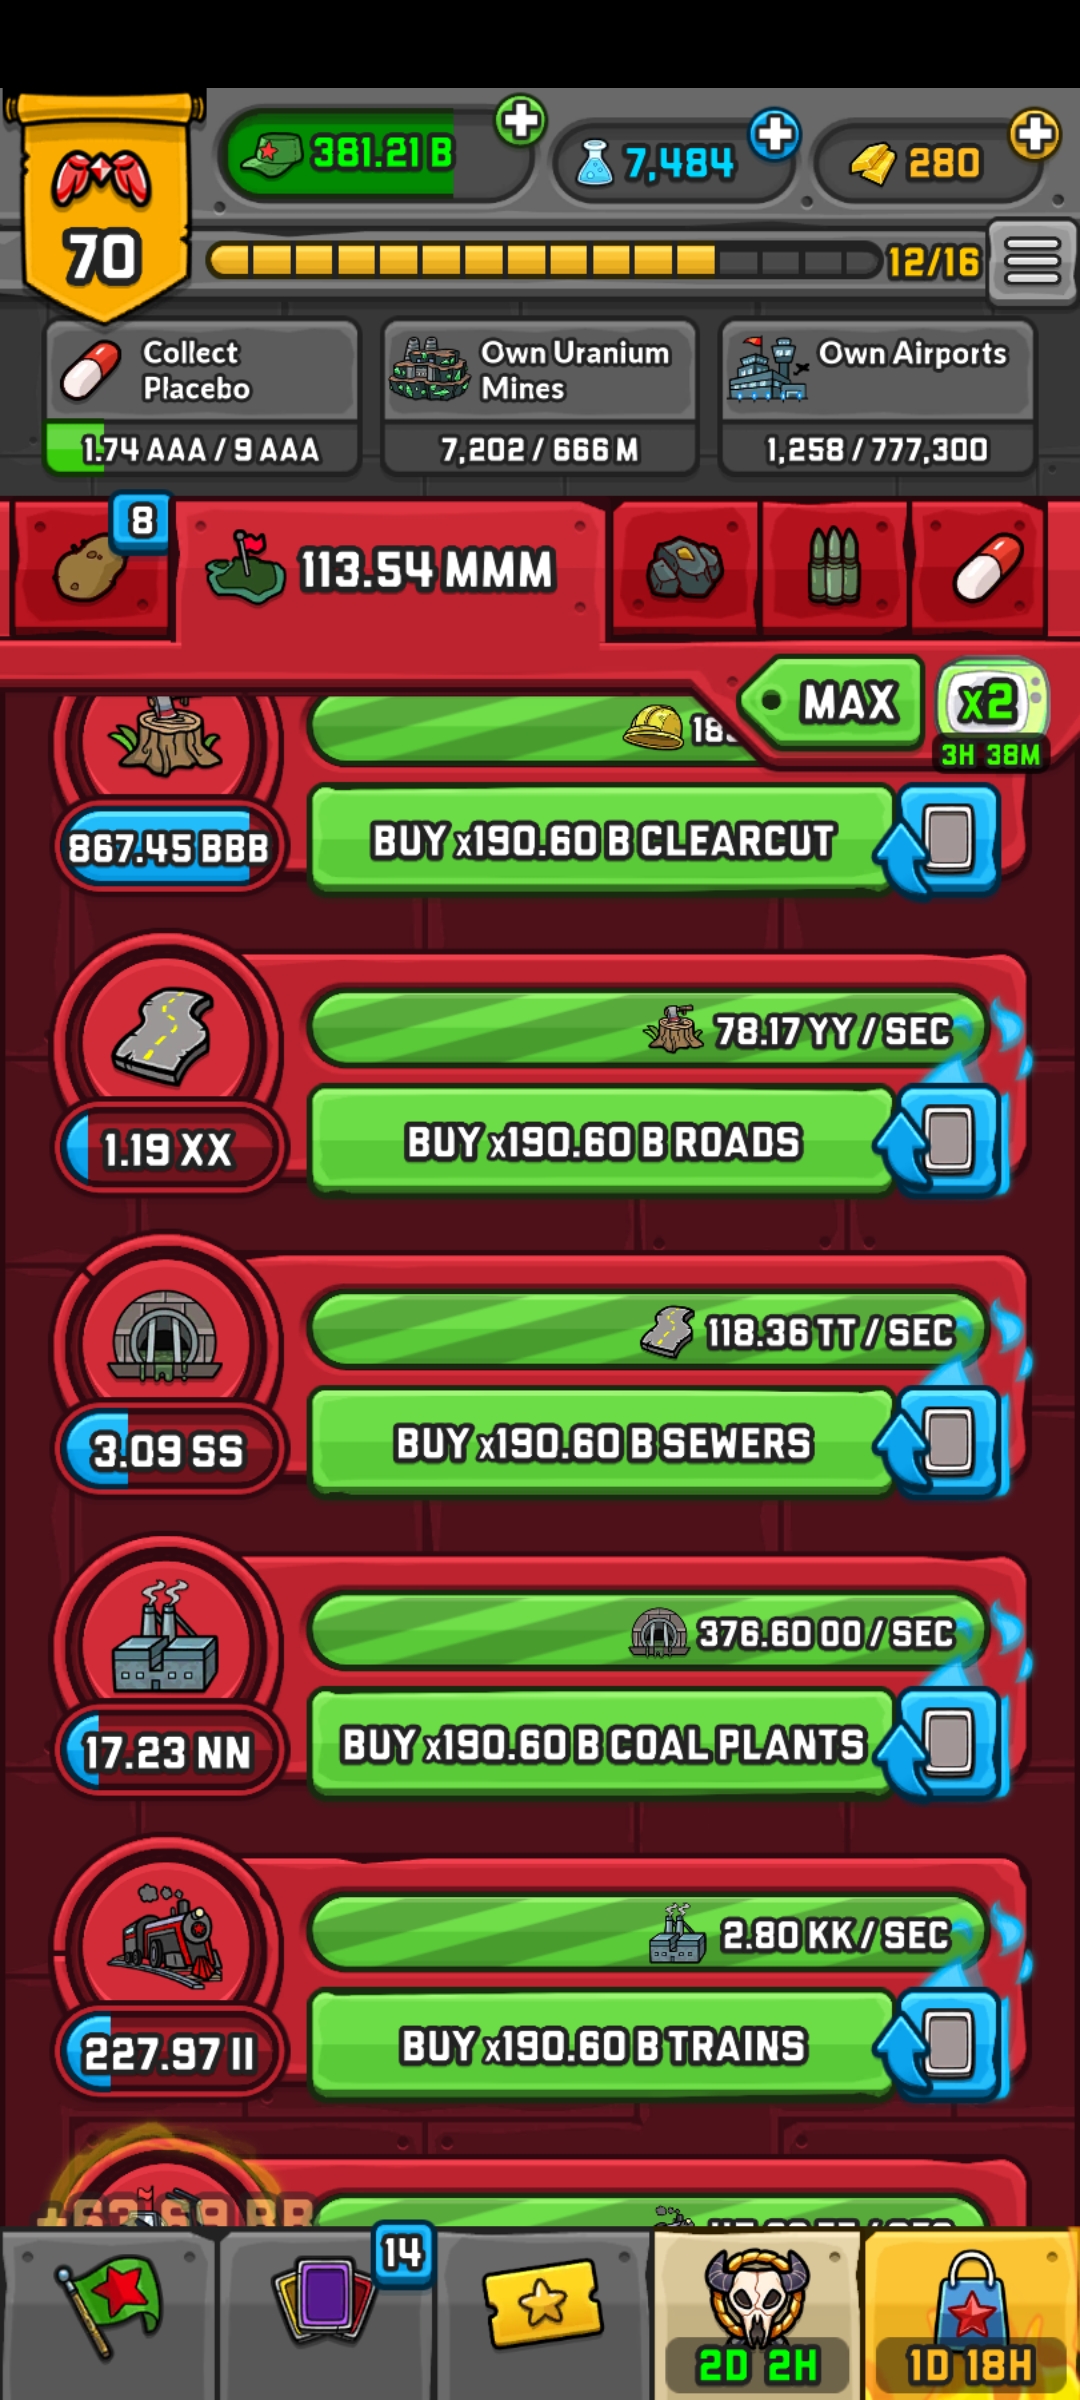 381.21 B
7,484
280
70
12/16
Collect
Placebo
1.74 AAA / 9 AAA
Own Uranium
Mines
7,202 / 666 M
Own Airports
1,258 / 777,300
8
113.54 MMM
MAX
x2
3H 38M
867.45 BBB
BUY x190.60 B CLEARCUT
78.17 YY / SEC
1.19 XX
BUY x190.60 B ROADS
118.36 TT / SEC
3.09 SS
BUY x190.60 B SEWERS
376.60 OO / SEC
17.23 NN
BUY x190.60 B COAL PLANTS
2.80 KK / SEC
227.97 II
BUY x190.60 B TRAINS
14
2D 2H
1D 18H